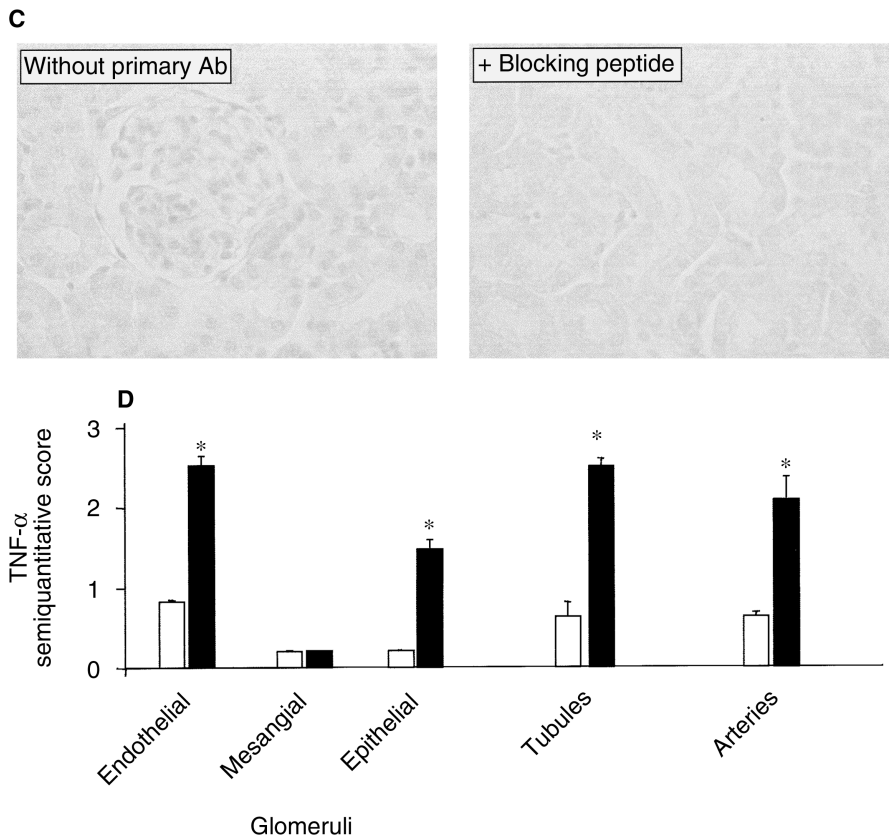 C
Without primary Ab
+ Blocking peptide
D
TNF-α
semiquantitative score
3
2
1
0
*
*
*
*
Endothelial
Mesangial
Epithelial
Tubules
Arteries
Glomeruli